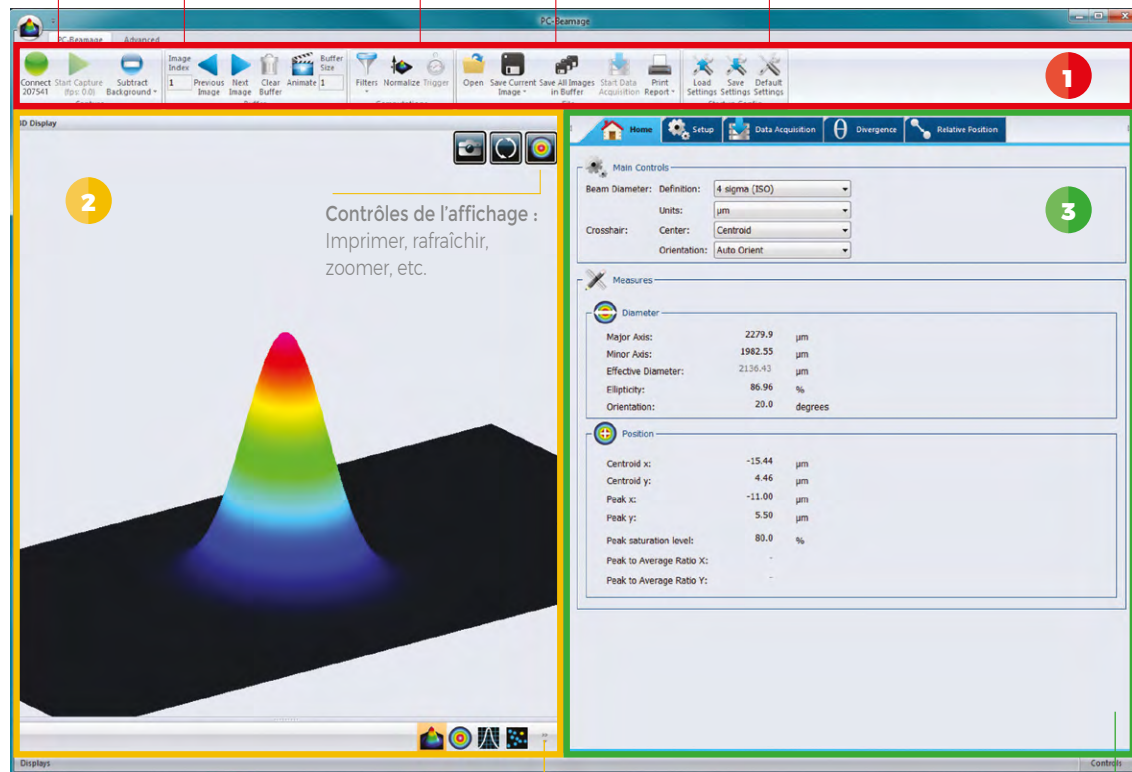 PC-Beamage
PC-Beamage Advanced
Image Index 1
Buffer Size 1
Connect 207541
Start Capture (fps: 0.0)
Subtract Background
Previous Image
Next Image
Clear Buffer
Animate
Filters
Normalize
Trigger
Open
Save Current Image
Save All Images in Buffer
Start Data Acquisition
Print Report
Load Settings
Save Settings
Default Settings
1
3D Display
2
Contrôles de l'affichage :
Imprimer, rafraîchir,
zoomer, etc.
Home Setup Data Acquisition θ Divergence Relative Position
3
Main Controls
Beam Diameter: Definition: 4 sigma (ISO)
Units: µm
Crosshair: Center: Centroid
Orientation: Auto Orient
Measures
Diameter
Major Axis: 2279.9 µm
Minor Axis: 1982.55 µm
Effective Diameter: 2136.43 µm
Ellipticity: 86.96 %
Orientation: 20.0 degrees
Position
Centroid x: -15.44 µm
Centroid y: 4.46 µm
Peak x: -11.00 µm
Peak y: 5.50 µm
Peak saturation level: 80.0 %
Peak to Average Ratio X: -
Peak to Average Ratio Y: -
Displays
Controls